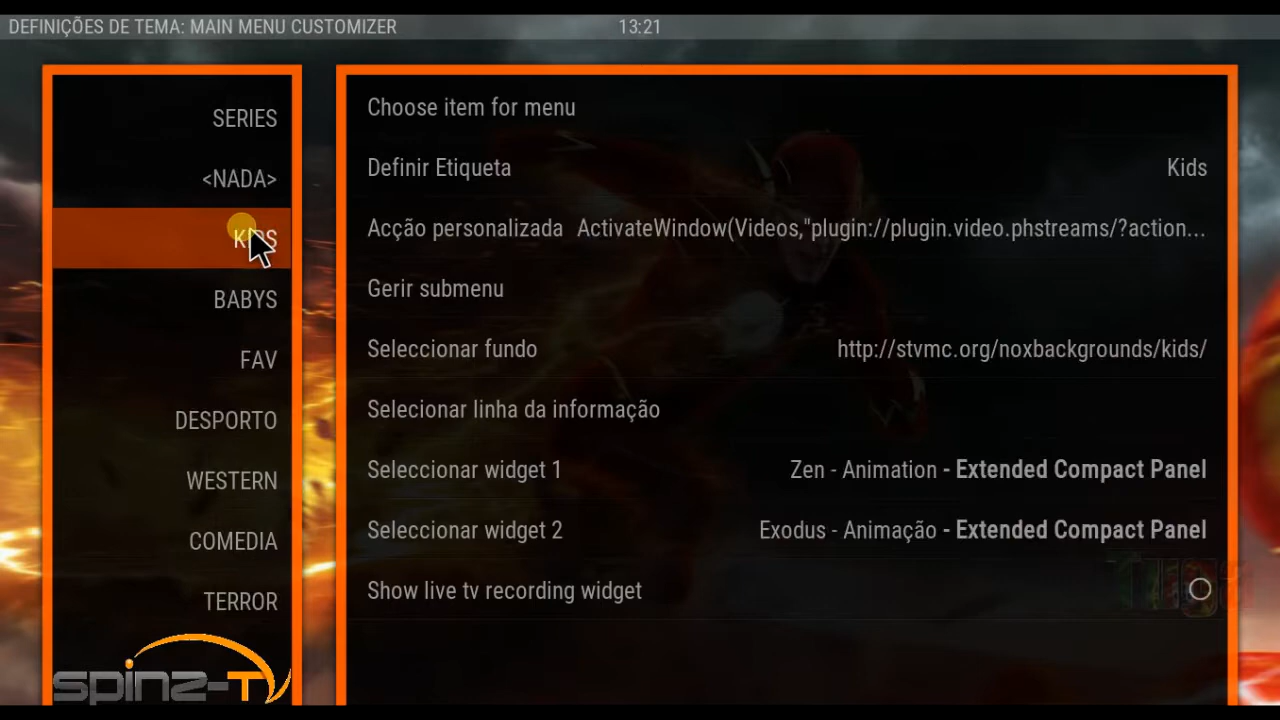 DEFINIÇÕES DE TEMA: MAIN MENU CUSTOMIZER
13:21
SERIES
<NADA>
KIDS
BABYS
FAV
DESPORTO
WESTERN
COMEDIA
TERROR
spinz-TV
Choose item for menu
Definir Etiqueta Kids
Acção personalizada ActivateWindow(Videos,"plugin://plugin.video.phstreams/?action...
Gerir submenu
Seleccionar fundo http://stvmc.org/noxbackgrounds/kids/
Selecionar linha da informação
Seleccionar widget 1 Zen - Animation - Extended Compact Panel
Seleccionar widget 2 Exodus - Animação - Extended Compact Panel
Show live tv recording widget